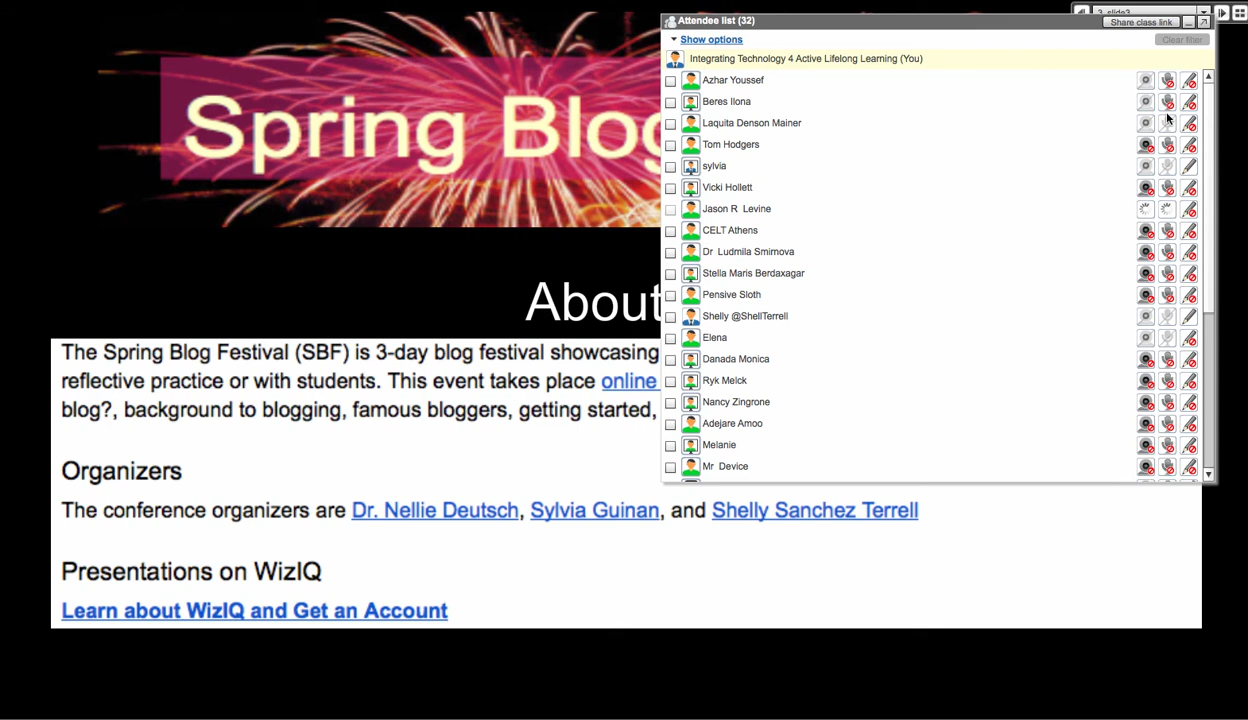 3_slide3
Attendee list (32)
Share class link
Show options
Clear filter
Integrating Technology 4 Active Lifelong Learning (You)
Azhar Youssef
Beres Ilona
Laquita Denson Mainer
Tom Hodgers
sylvia
Vicki Hollett
Jason R Levine
CELT Athens
Dr Ludmila Smirnova
Stella Maris Berdaxagar
Pensive Sloth
Shelly @ShellTerrell
Elena
Danada Monica
Ryk Melck
Nancy Zingrone
Adejare Amoo
Melanie
Mr Device
Spring Blog
About
The Spring Blog Festival (SBF) is 3-day blog festival showcasing
reflective practice or with students. This event takes place online
blog?, background to blogging, famous bloggers, getting started,
Organizers
The conference organizers are Dr. Nellie Deutsch, Sylvia Guinan, and Shelly Sanchez Terrell
Presentations on WizIQ
Learn about WizIQ and Get an Account